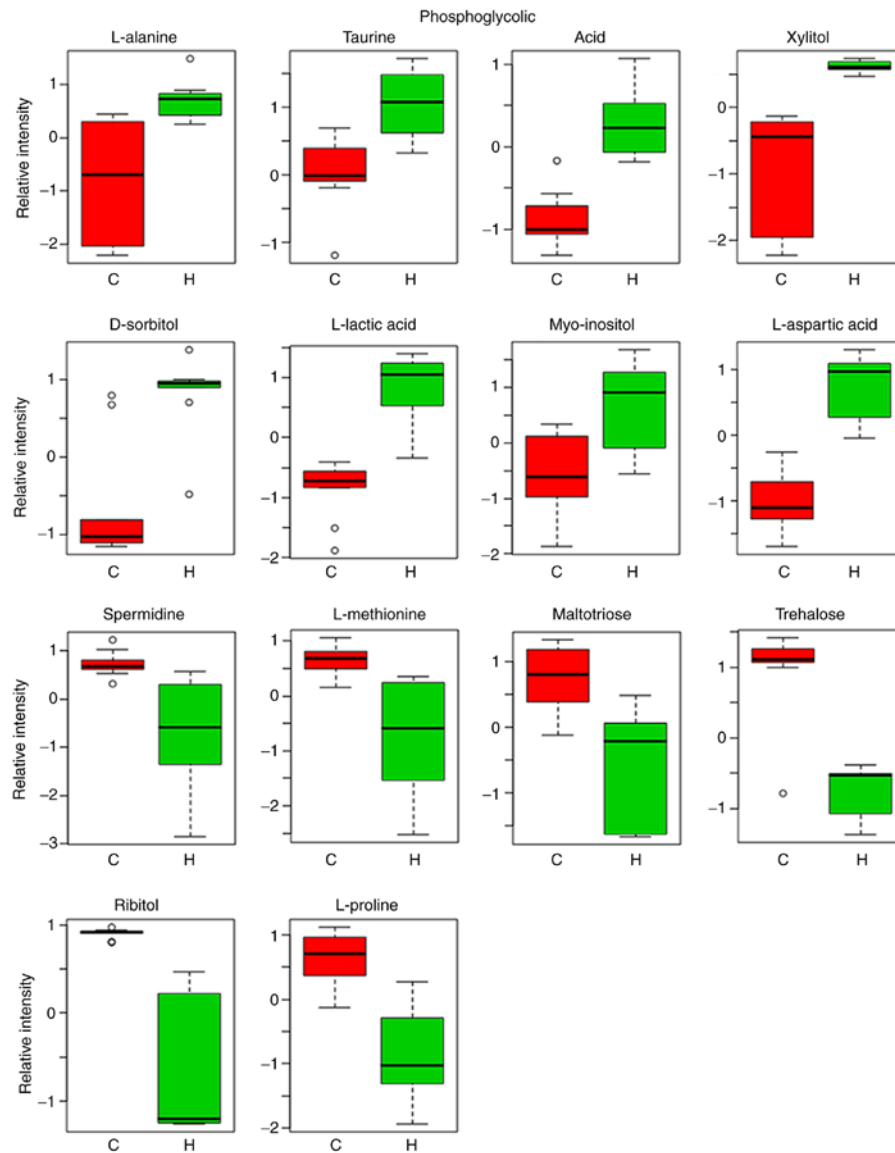 Phosphoglycolic
L-alanine Taurine Acid Xylitol
Relative intensity
1 0 −1 −2
C H
1 0 −1
C H
1 0 −1
C H
0 −1 −2
C H
D-sorbitol L-lactic acid Myo-inositol L-aspartic acid
Relative intensity
1 0 −1
C H
1 0 −1 −2
C H
1 0 −1 −2
C H
1 0 −1
C H
Spermidine L-methionine Maltotriose Trehalose
Relative intensity
1 0 −1 −2 −3
C H
1 0 −1 −2
C H
1 0 −1
C H
1 0 −1
C H
Ribitol L-proline
Relative intensity
1 0 −1
C H
1 0 −1 −2
C H